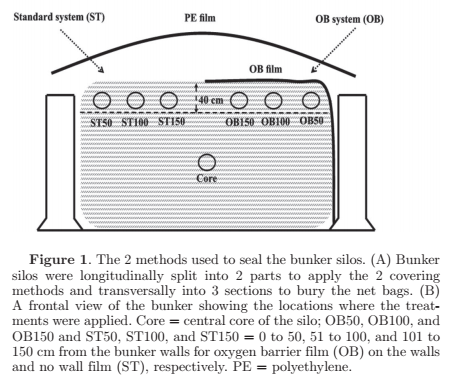 Standard system (ST)
PE film
OB system (OB)
OB film
40 cm
ST50 ST100 ST150 OB150 OB100 OB50
Core
Figure 1. The 2 methods used to seal the bunker silos. (A) Bunker
silos were longitudinally split into 2 parts to apply the 2 covering
methods and transversally into 3 sections to bury the net bags. (B)
A frontal view of the bunker showing the locations where the treat-
ments were applied. Core = central core of the silo; OB50, OB100, and
OB150 and ST50, ST100, and ST150 = 0 to 50, 51 to 100, and 101 to
150 cm from the bunker walls for oxygen barrier film (OB) on the walls
and no wall film (ST), respectively. PE = polyethylene.